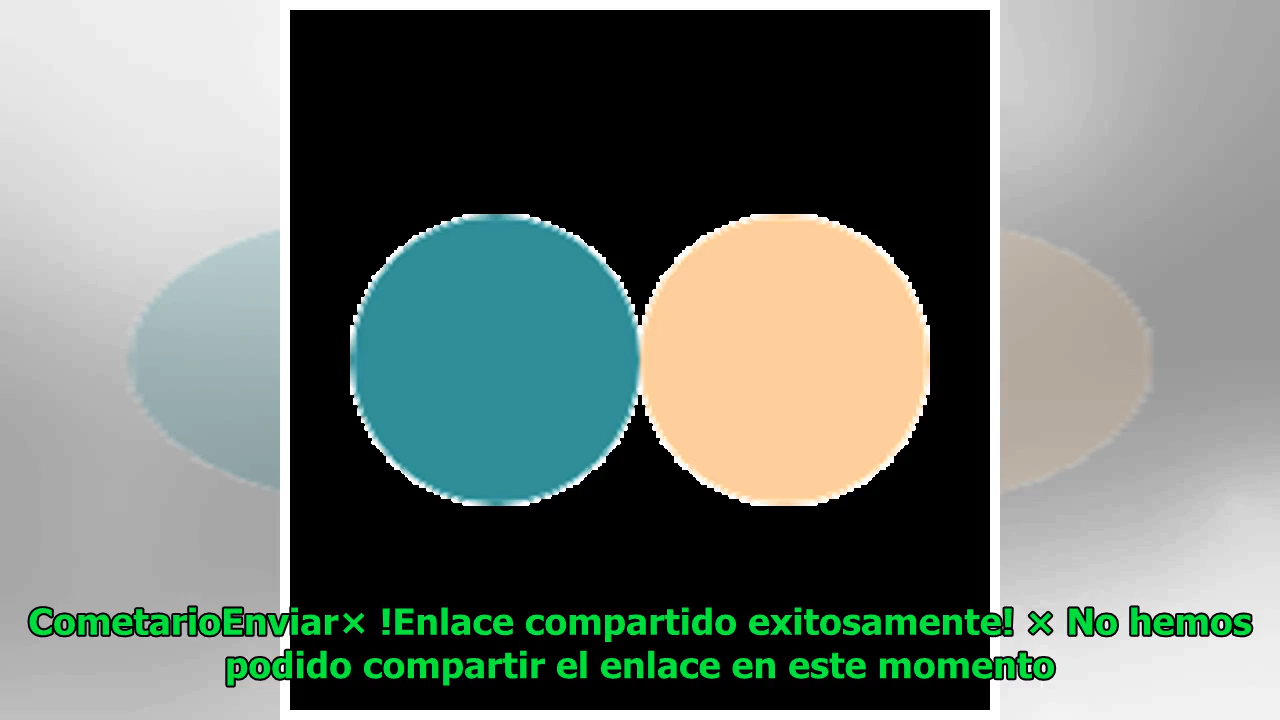 CometarioEnviar× !Enlace compartido exitosamente! × No hemos
podido compartir el enlace en este momento